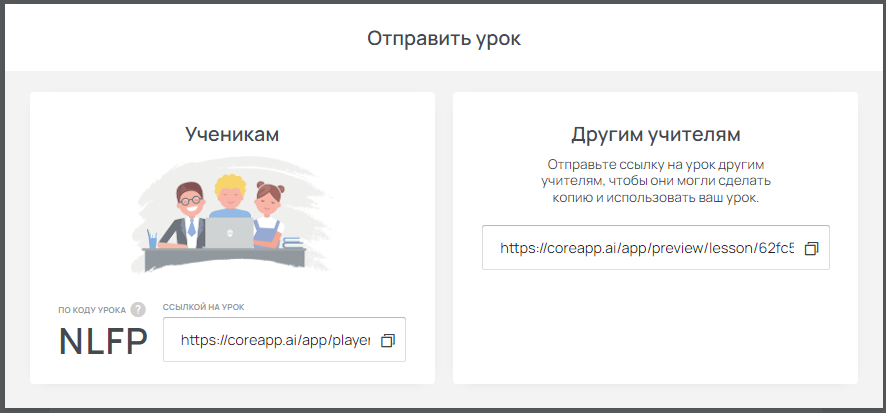 Отправить урок
Ученикам
ПО КОДУ УРОКА ?
NLFP
ССЫЛКОЙ НА УРОК
https://coreapp.ai/app/player
Другим учителям
Отправьте ссылку на урок другим
учителям, чтобы они могли сделать
копию и использовать ваш урок.
https://coreapp.ai/app/preview/lesson/62fc5